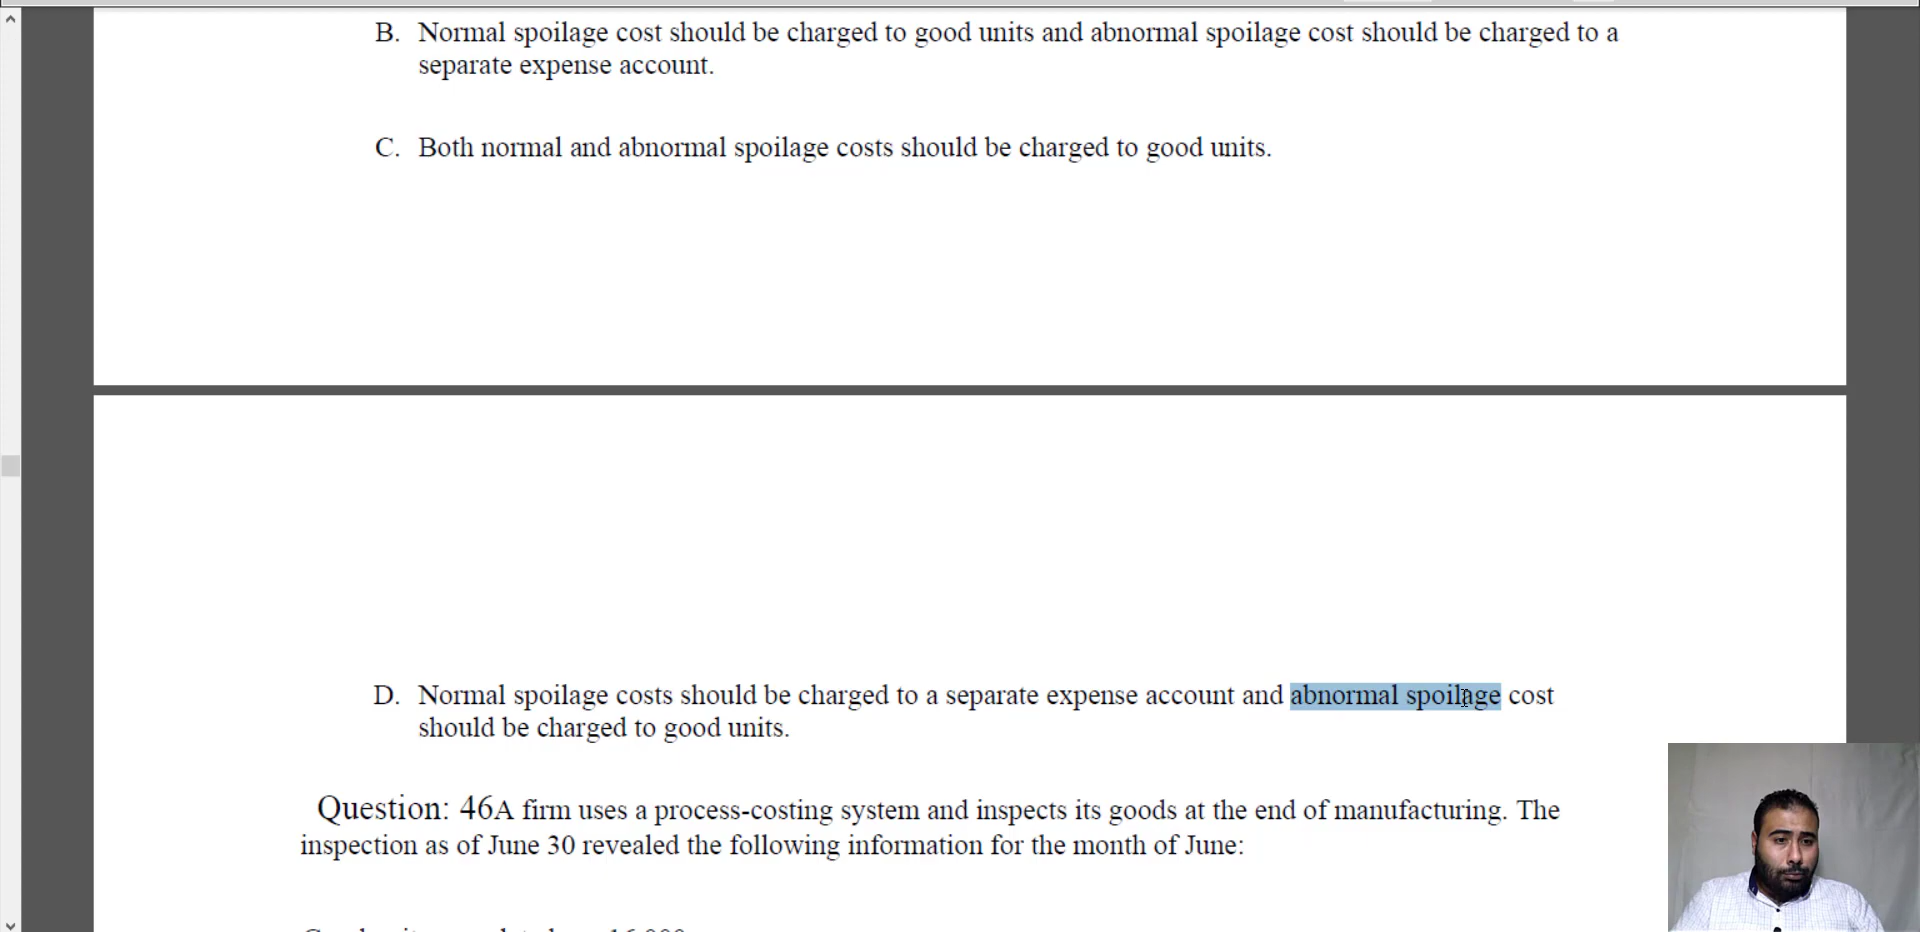 B. Normal spoilage cost should be charged to good units and abnormal spoilage cost should be charged to a
separate expense account.
C. Both normal and abnormal spoilage costs should be charged to good units.
D. Normal spoilage costs should be charged to a separate expense account and abnormal spoilage cost
should be charged to good units.
Question: 46A firm uses a process-costing system and inspects its goods at the end of manufacturing. The
inspection as of June 30 revealed the following information for the month of June: